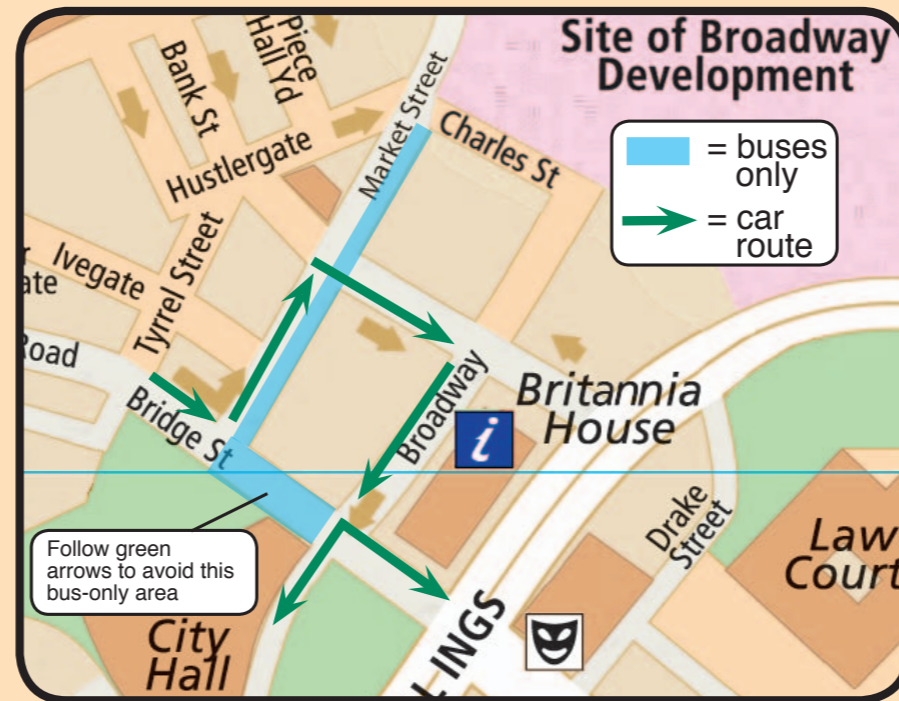 Site of Broadway
Development
= buses
only
= car
route
Piece
Hall Yd
Bank St
Market Street
Charles St
Hustlergate
Ivegate
ate
Tyrrel Street
Road
Bridge St
Broadway
i
Britannia
House
Drake
Street
Law
Court
Follow green
arrows to avoid this
bus-only area
City
Hall
L INGS